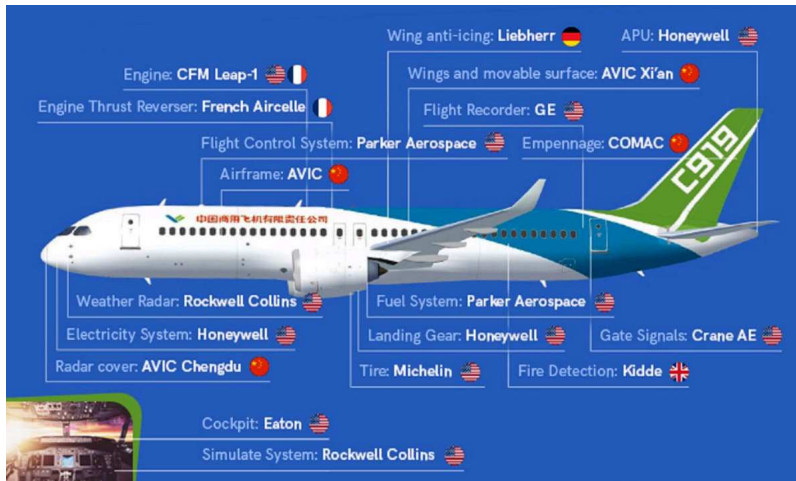 Wing anti-icing: Liebherr
APU: Honeywell
Engine: CFM Leap-1
Wings and movable surface: AVIC Xi'an
Engine Thrust Reverser: French Aircelle
Flight Recorder: GE
Flight Control System: Parker Aerospace
Empennage: COMAC
Airframe: AVIC
C919
中国商用飞机有限责任公司
Weather Radar: Rockwell Collins
Fuel System: Parker Aerospace
Electricity System: Honeywell
Landing Gear: Honeywell
Gate Signals: Crane AE
Radar cover: AVIC Chengdu
Tire: Michelin
Fire Detection: Kidde
Cockpit: Eaton
Simulate System: Rockwell Collins